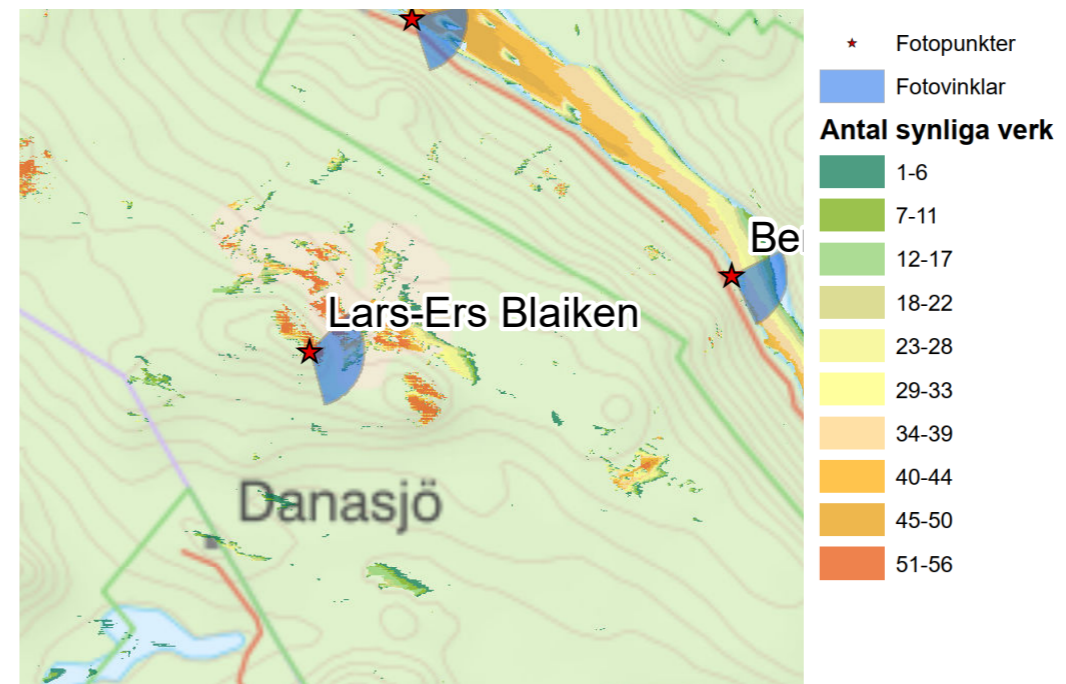 Fotopunkter
Fotovinklar
Antal synliga verk
1-6
7-11
12-17
18-22
23-28
29-33
34-39
40-44
45-50
51-56
Ber
Lars-Ers Blaiken
Danasjö